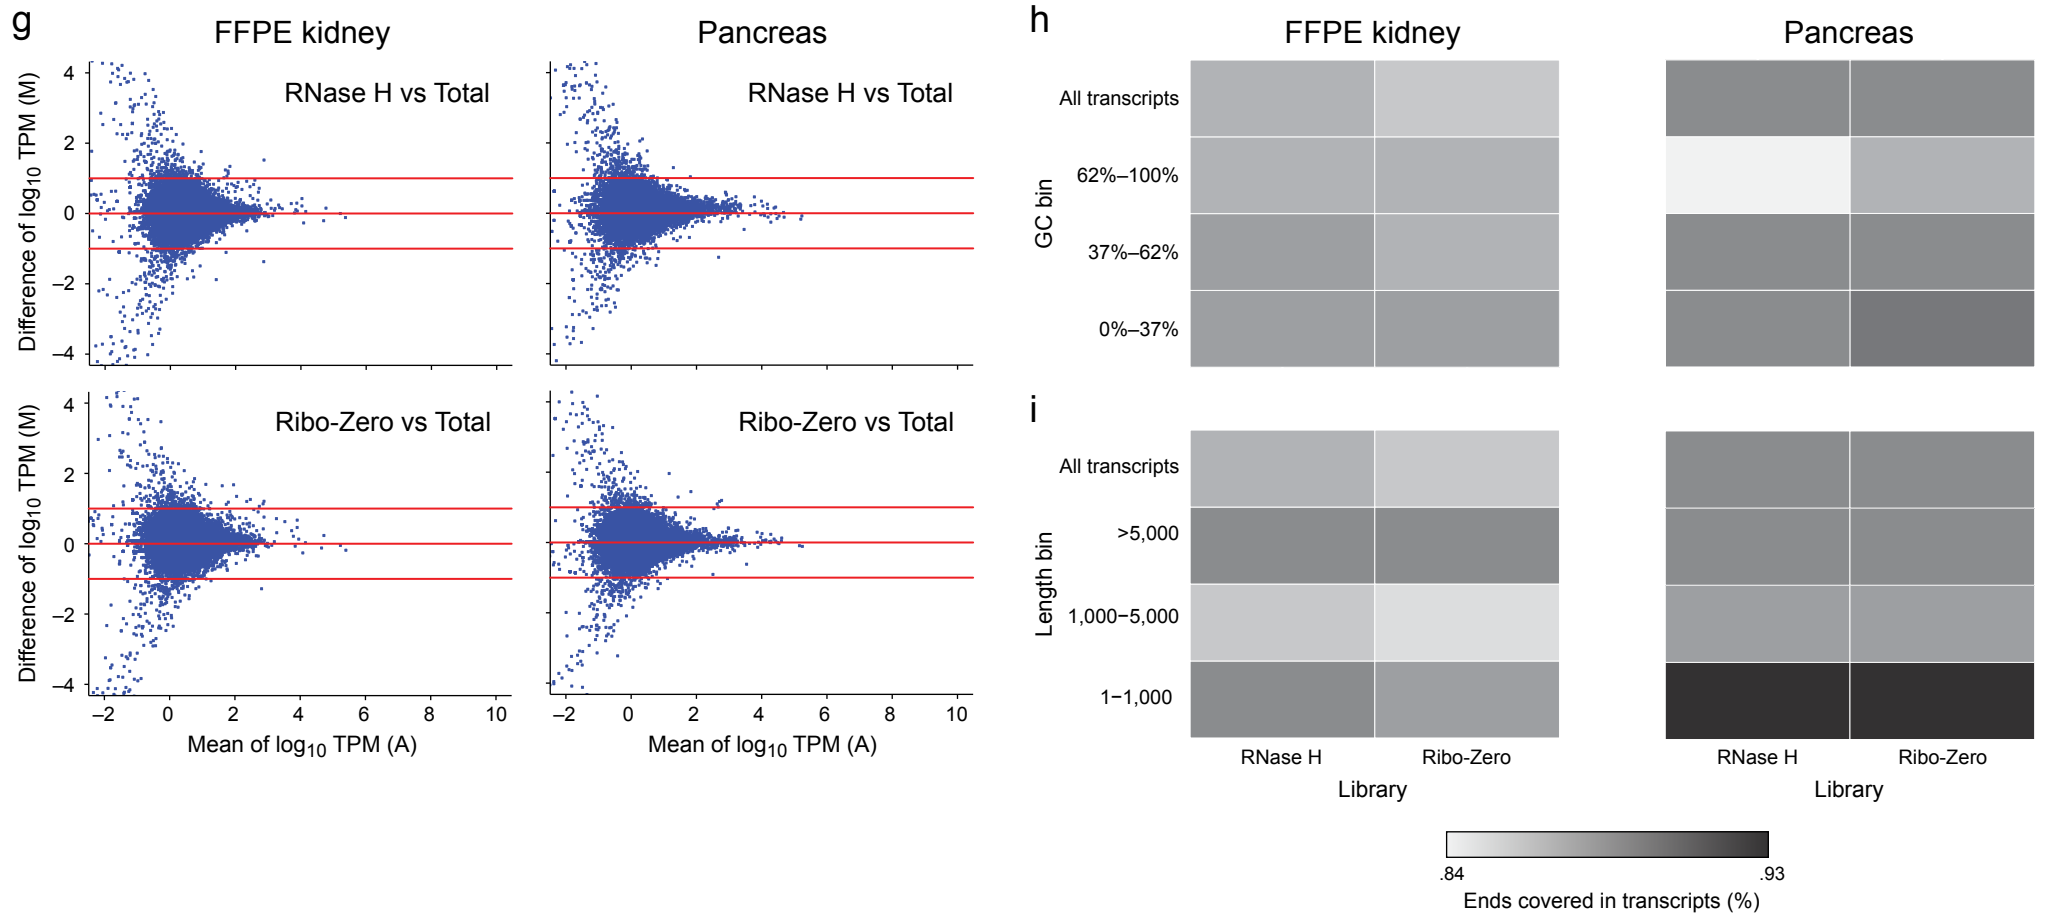 g
FFPE kidney
Pancreas
Difference of log10 TPM (M)
4
2
0
–2
–4
RNase H vs Total
RNase H vs Total
Difference of log10 TPM (M)
4
2
0
–2
–4
Ribo-Zero vs Total
Ribo-Zero vs Total
–2 0 2 4 6 8 10
–2 0 2 4 6 8 10
Mean of log10 TPM (A)
Mean of log10 TPM (A)
h
FFPE kidney
Pancreas
GC bin
All transcripts
62%–100%
37%–62%
0%–37%
i
Length bin
All transcripts
>5,000
1,000−5,000
1−1,000
RNase H Ribo-Zero
RNase H Ribo-Zero
Library
Library
.84 .93
Ends covered in transcripts (%)